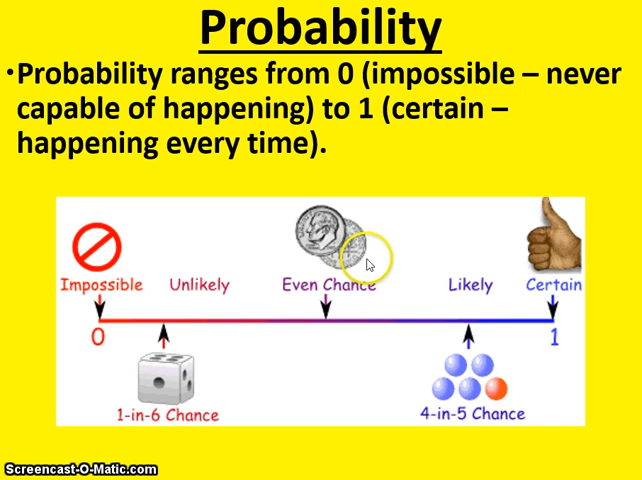 Probability
•Probability ranges from 0 (impossible – never
capable of happening) to 1 (certain –
happening every time).
Impossible Unlikely Even Chance Likely Certain
0 1
1-in-6 Chance 4-in-5 Chance
Screencast-O-Matic.com